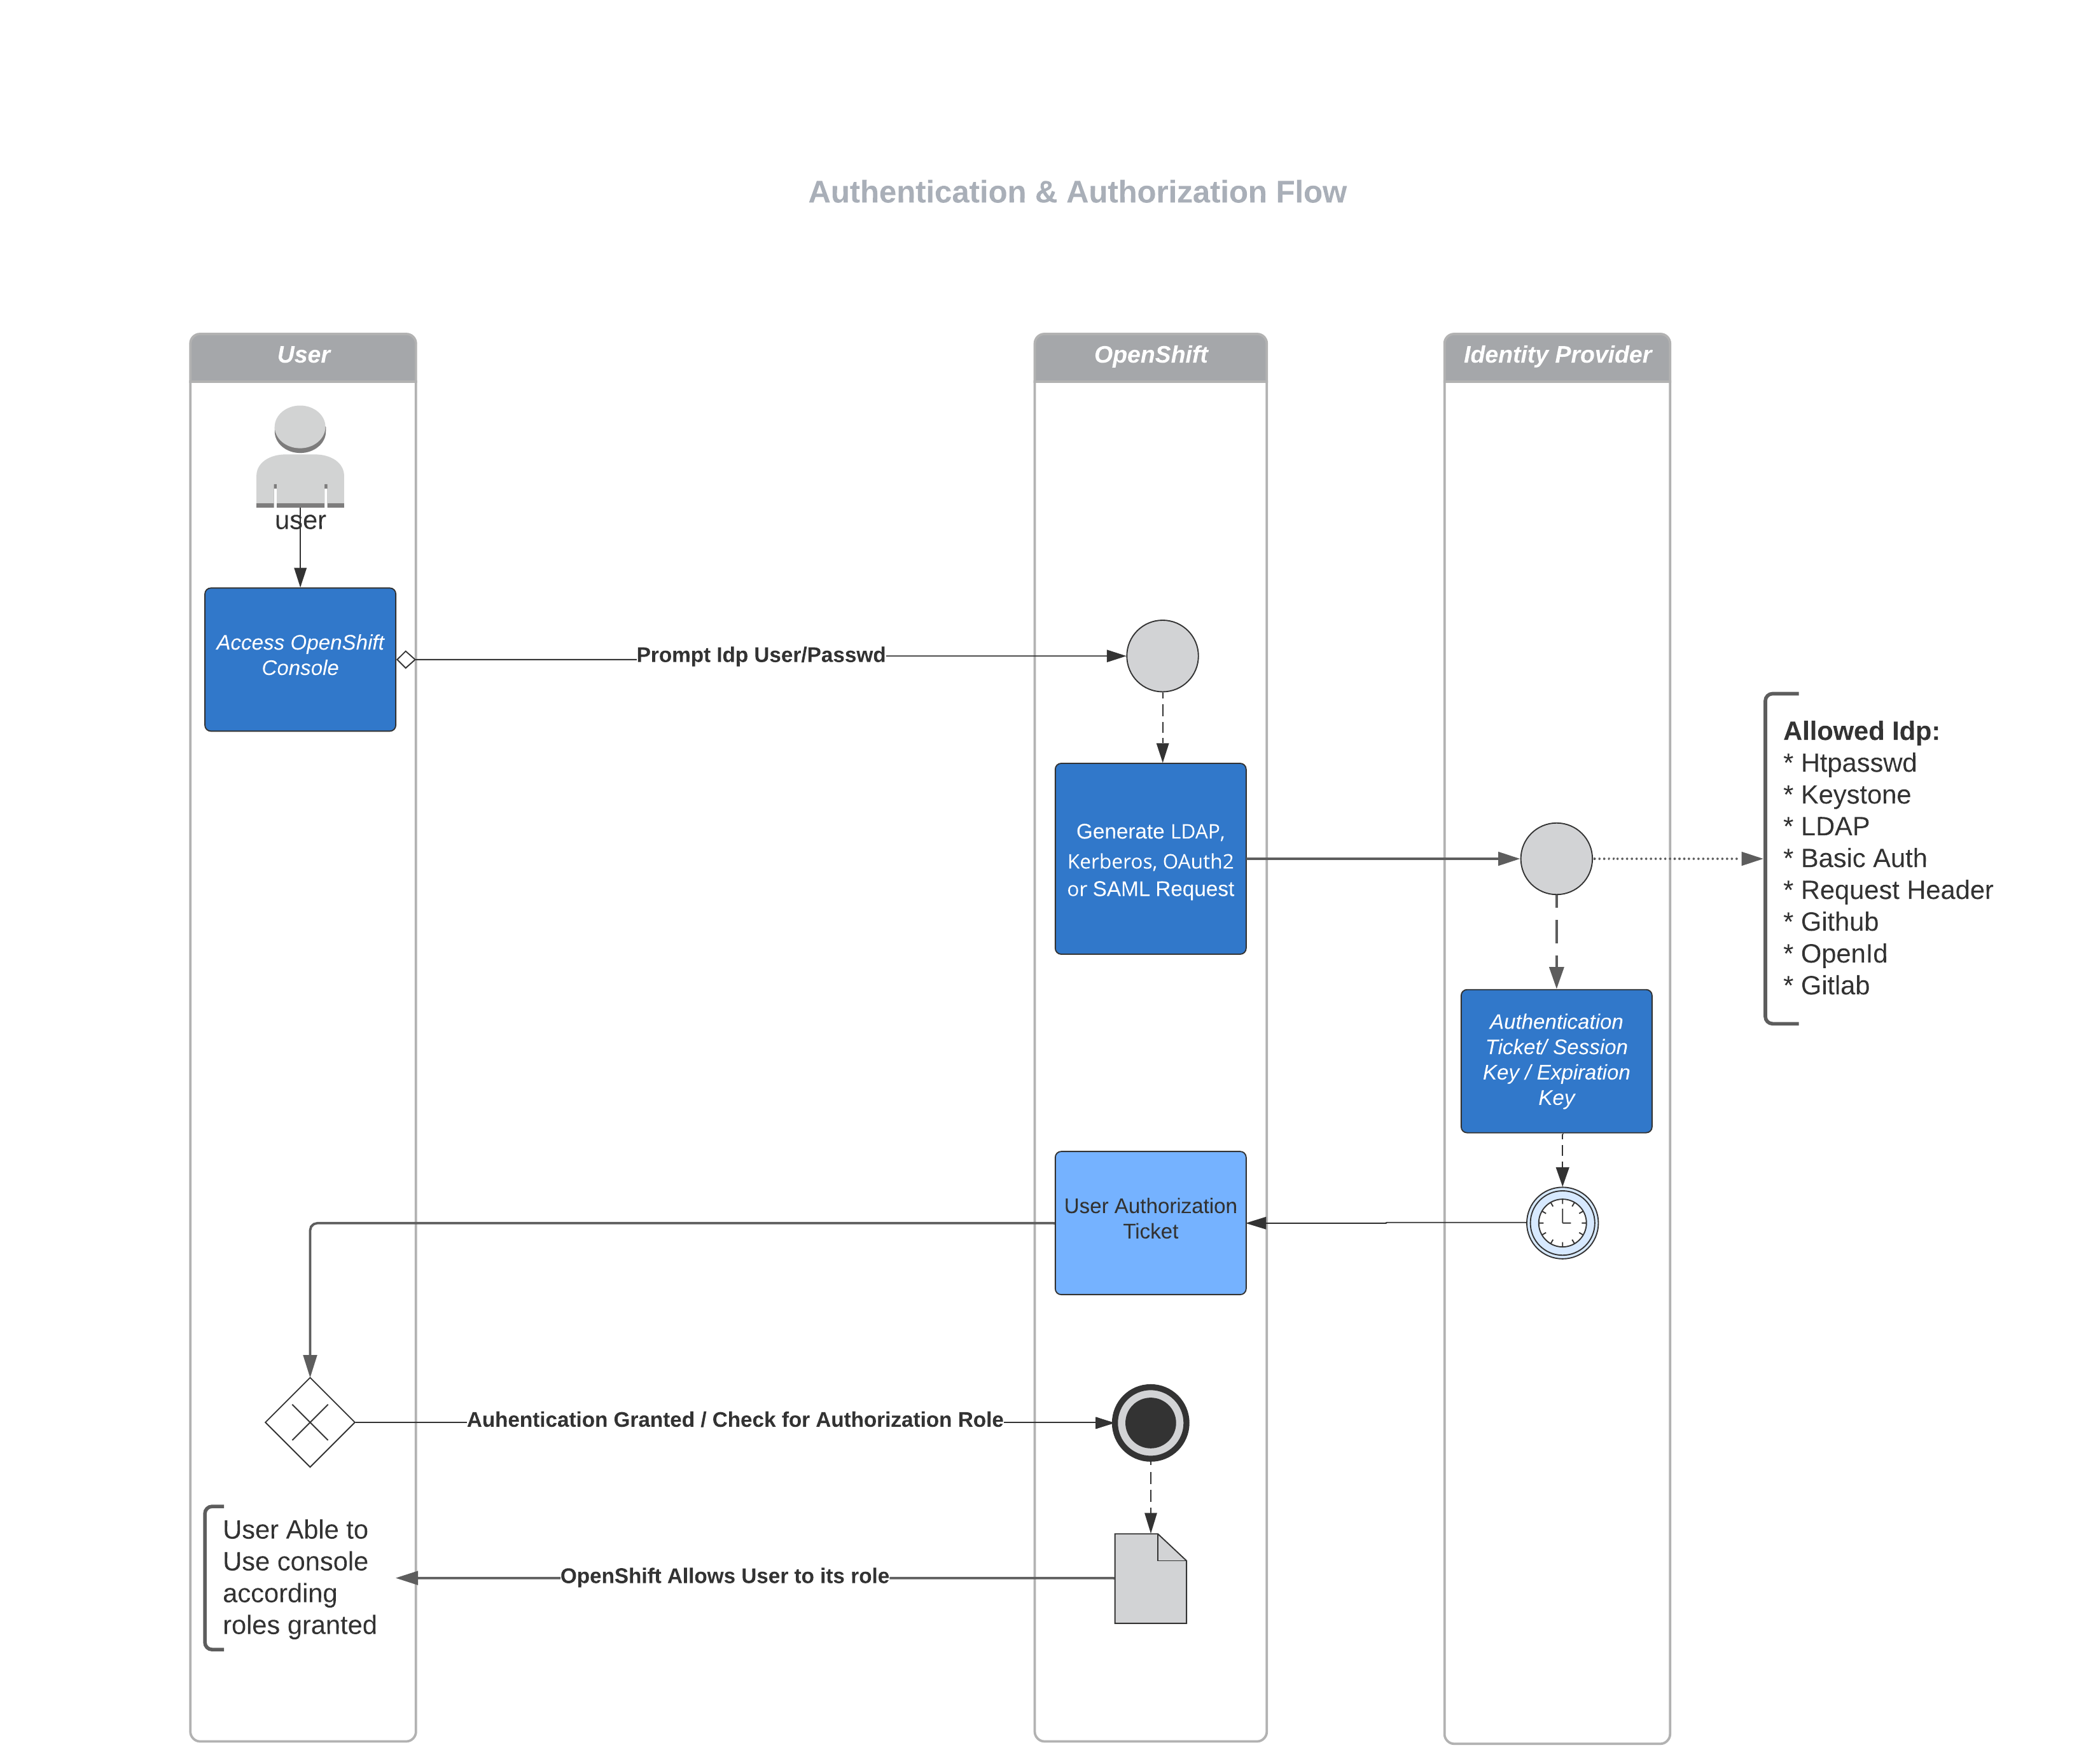 Authentication & Authorization Flow
User
OpenShift
Identity Provider
user
Access OpenShift
Console
Prompt Idp User/Passwd
Generate LDAP,
Kerberos, OAuth2
or SAML Request
Allowed Idp:
* Htpasswd
* Keystone
* LDAP
* Basic Auth
* Request Header
* Github
* OpenId
* Gitlab
Authentication
Ticket/ Session
Key / Expiration
Key
User Authorization
Ticket
Auhentication Granted / Check for Authorization Role
User Able to
Use console
according
roles granted
OpenShift Allows User to its role